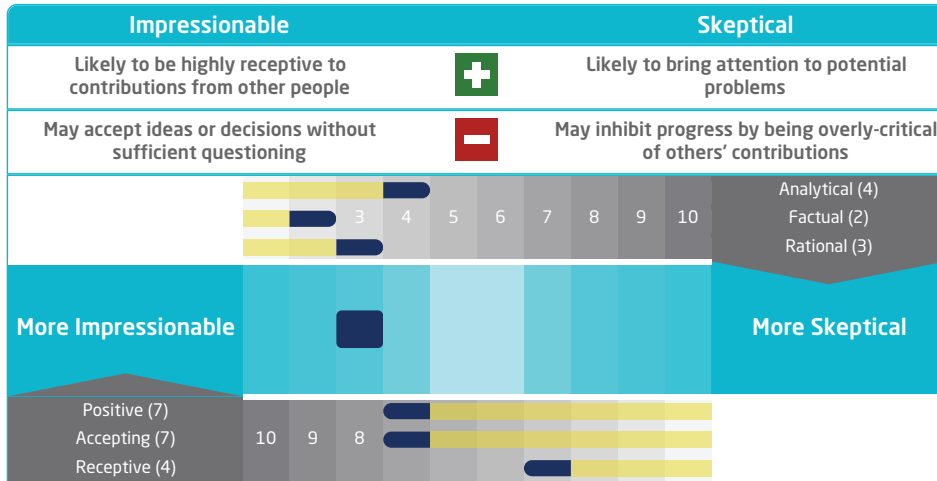 Impressionable
Skeptical
Likely to be highly receptive to
contributions from other people
Likely to bring attention to potential
problems
May accept ideas or decisions without
sufficient questioning
May inhibit progress by being overly-critical
of others' contributions
Analytical (4)
3 4 5 6 7 8 9 10 Factual (2)
Rational (3)
More Impressionable
More Skeptical
Positive (7)
Accepting (7) 10 9 8
Receptive (4)